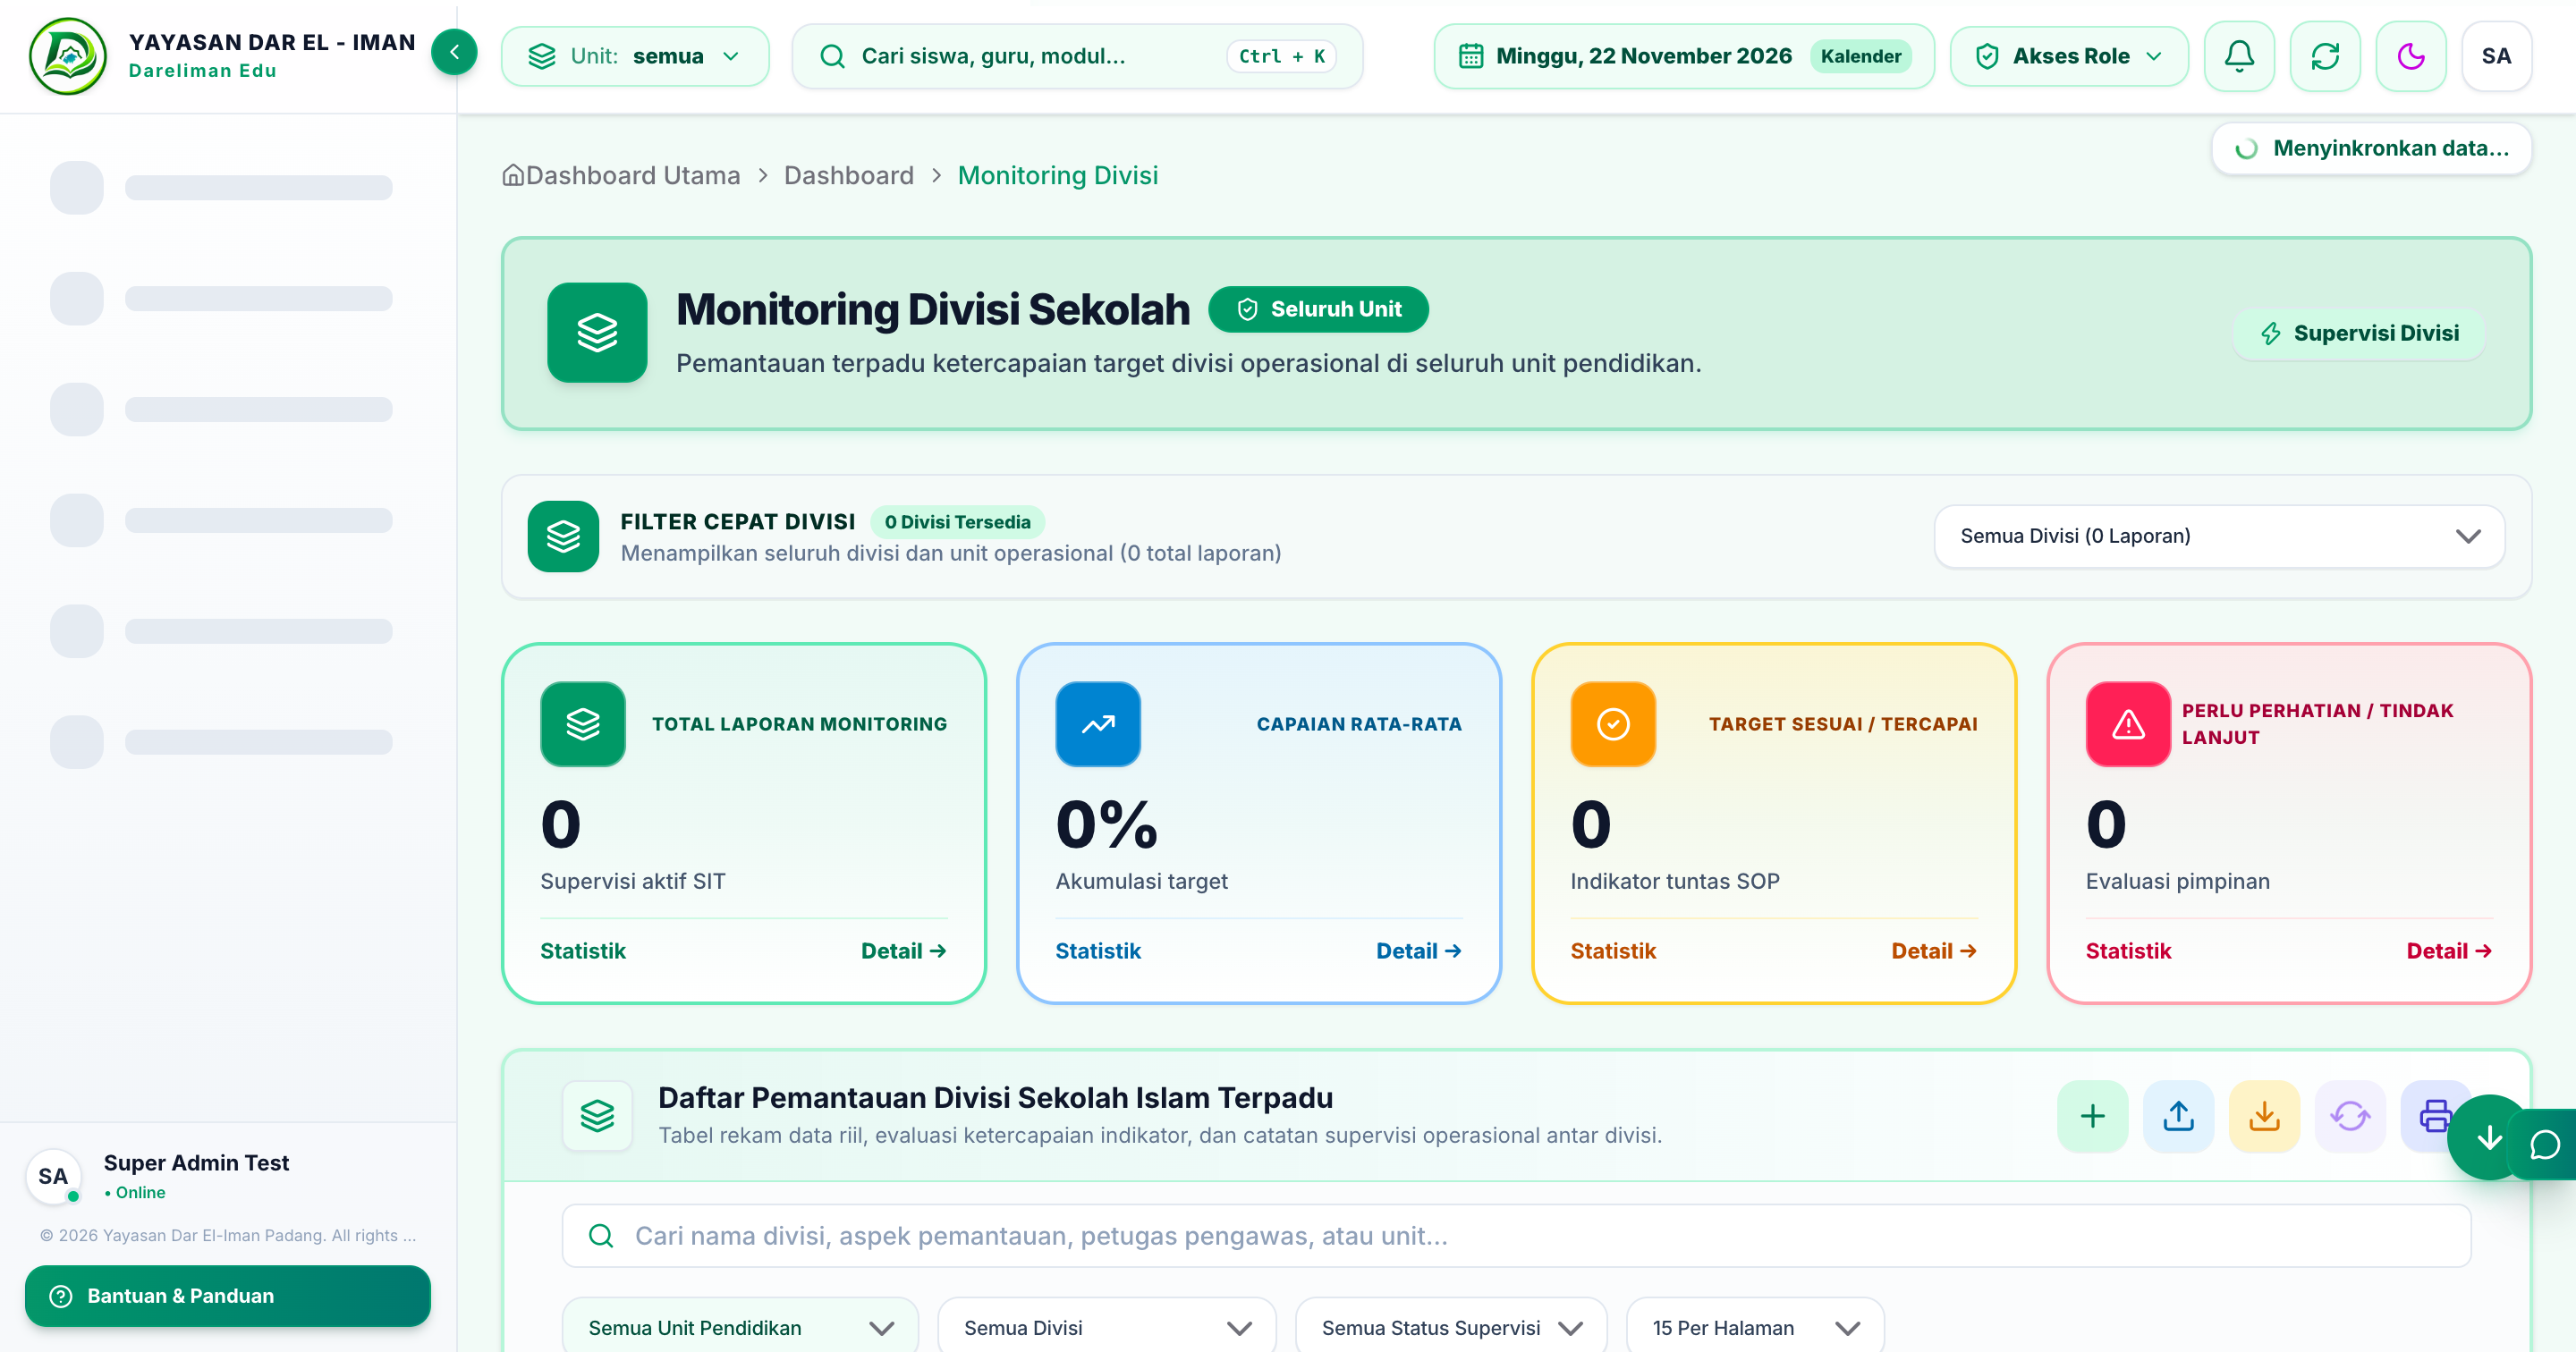 YAYASAN DAR EL - IMAN
Dareliman Edu
Unit: semua
Cari siswa, guru, modul...
Ctrl + K
Minggu, 22 November 2026
Kalender
Akses Role
SA
Menyinkronkan data...
Dashboard Utama > Dashboard > Monitoring Divisi
Monitoring Divisi Sekolah
Seluruh Unit
Pemantauan terpadu ketercapaian target divisi operasional di seluruh unit pendidikan.
Supervisi Divisi
FILTER CEPAT DIVISI
0 Divisi Tersedia
Menampilkan seluruh divisi dan unit operasional (0 total laporan)
Semua Divisi (0 Laporan)
TOTAL LAPORAN MONITORING
0
Supervisi aktif SIT
Statistik
Detail →
CAPAIAN RATA-RATA
0%
Akumulasi target
Statistik
Detail →
TARGET SESUAI / TERCAPAI
0
Indikator tuntas SOP
Statistik
Detail →
PERLU PERHATIAN / TINDAK
LANJUT
0
Evaluasi pimpinan
Statistik
Detail →
Daftar Pemantauan Divisi Sekolah Islam Terpadu
Tabel rekam data riil, evaluasi ketercapaian indikator, dan catatan supervisi operasional antar divisi.
Cari nama divisi, aspek pemantauan, petugas pengawas, atau unit...
Semua Unit Pendidikan
Semua Divisi
Semua Status Supervisi
15 Per Halaman
SA
Super Admin Test
• Online
© 2026 Yayasan Dar El-Iman Padang. All rights ...
Bantuan & Panduan